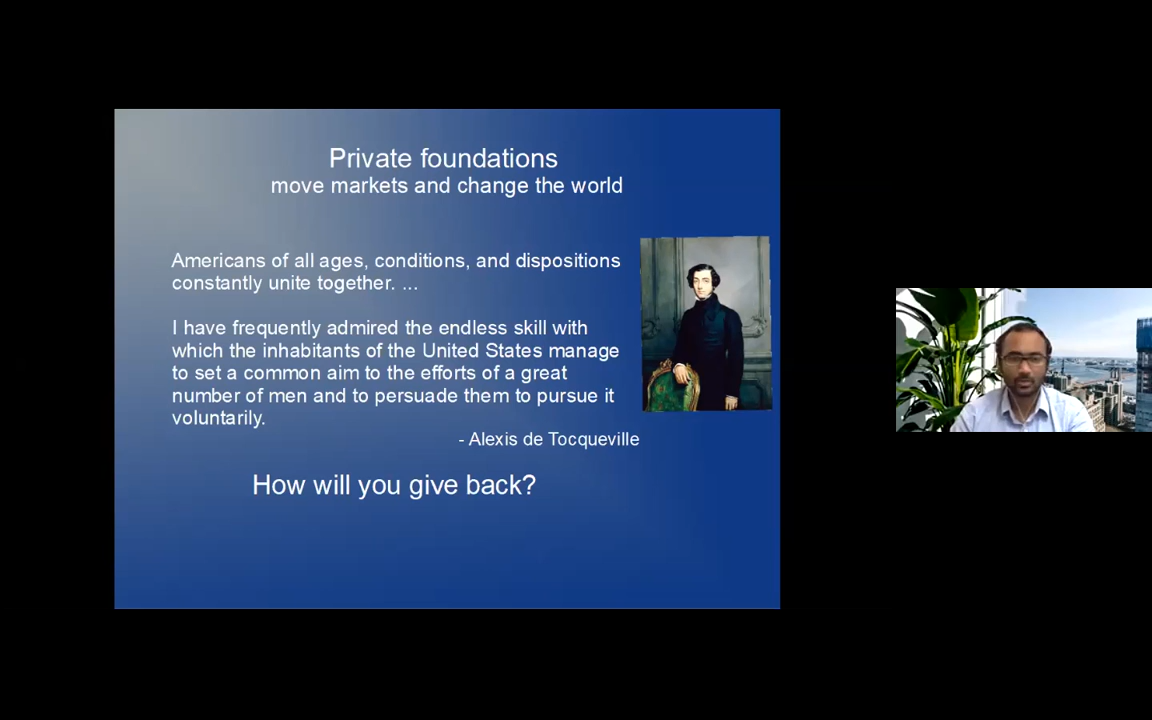 Private foundations
move markets and change the world
Americans of all ages, conditions, and dispositions
constantly unite together. ...
I have frequently admired the endless skill with
which the inhabitants of the United States manage
to set a common aim to the efforts of a great
number of men and to persuade them to pursue it
voluntarily.
- Alexis de Tocqueville
How will you give back?